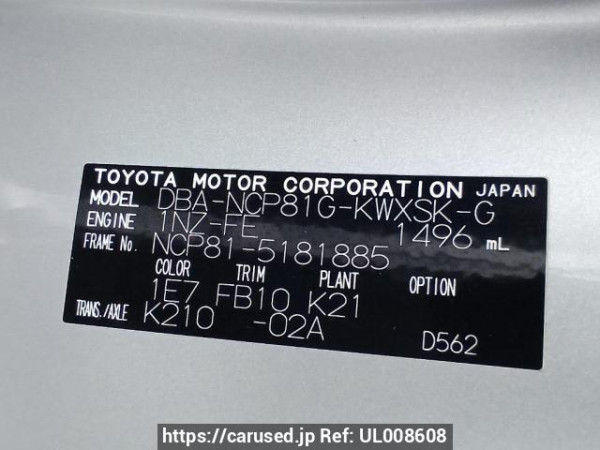 TOYOTA MOTOR CORPORATION JAPAN
MODEL DBA-NCP81G-KWXSK-G
ENGINE 1NZ-FE 1496 mL
FRAME No. NCP81-5181885
COLOR TRIM PLANT OPTION
1E7 FB10 K21
TRANS./AXLE K210 -02A
D562
https://carused.jp Ref: UL008608